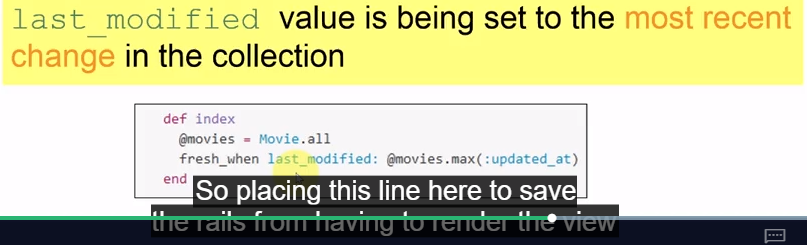 last_modified value is being set to the most recent
change in the collection
def index
@movies = Movie.all
fresh_when last_modified: @movies.max(:updated_at)
end
So placing this line here to save
the rails from having to render the view